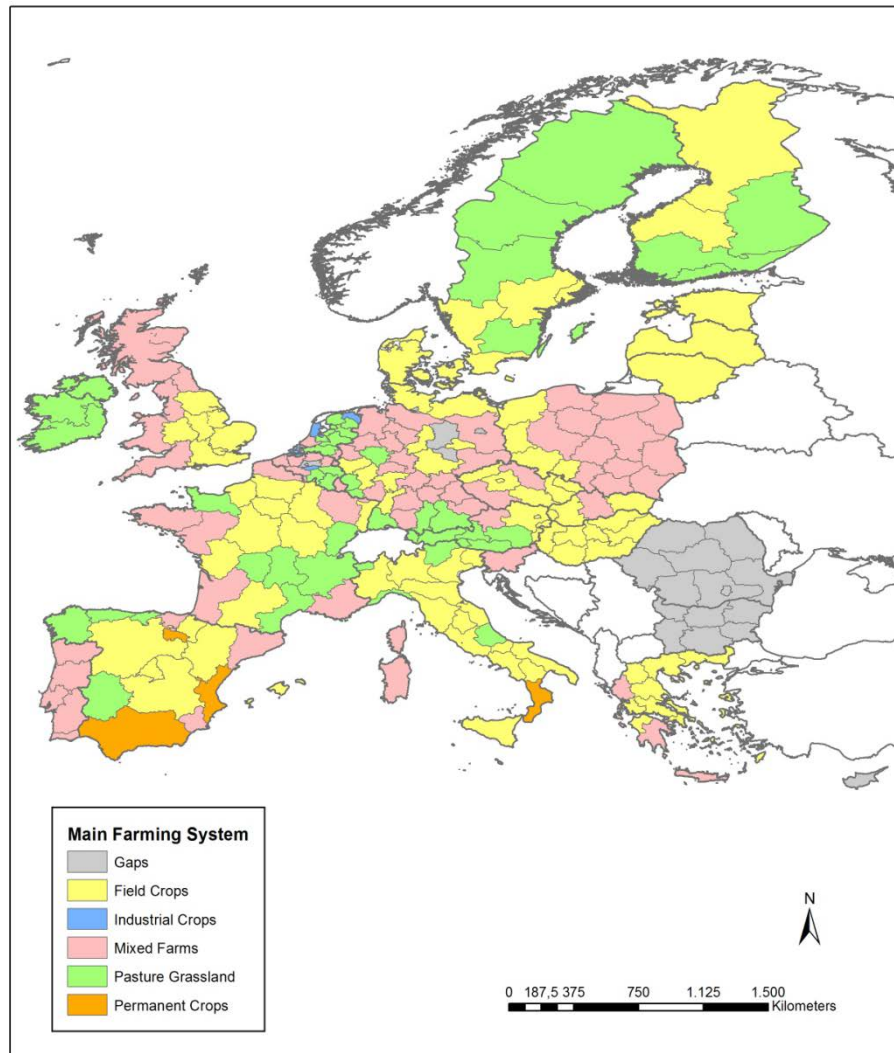 Main Farming System
Gaps
Field Crops
Industrial Crops
Mixed Farms
Pasture Grassland
Permanent Crops
N
0 187,5 375 750 1.125 1.500
Kilometers